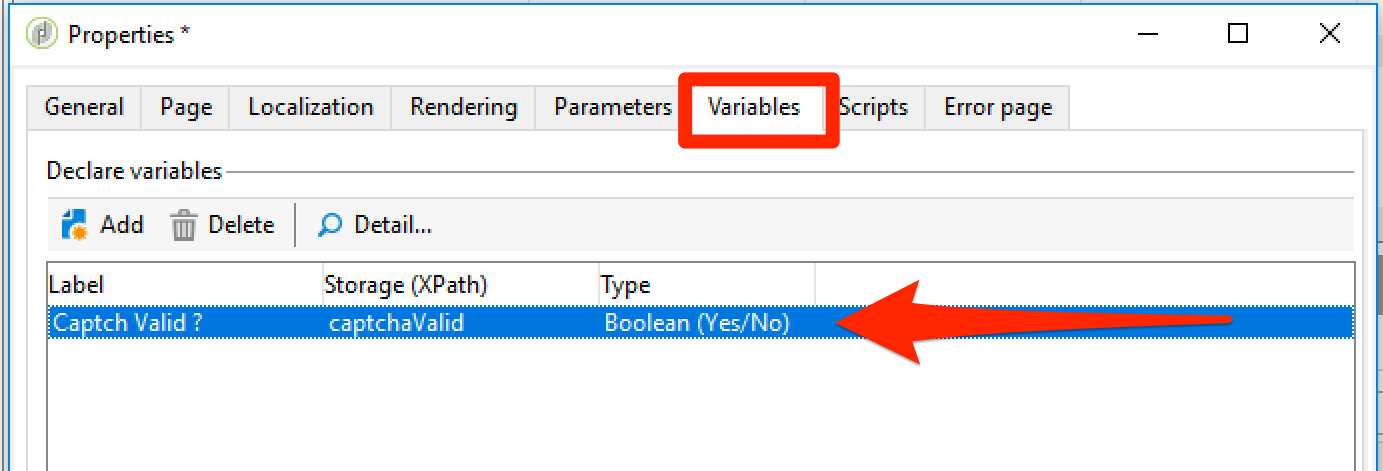 Properties *
General Page Localization Rendering Parameters Variables Scripts Error page
Declare variables
Add Delete Detail...
Label Storage (XPath) Type
Captch Valid ? captchaValid Boolean (Yes/No)